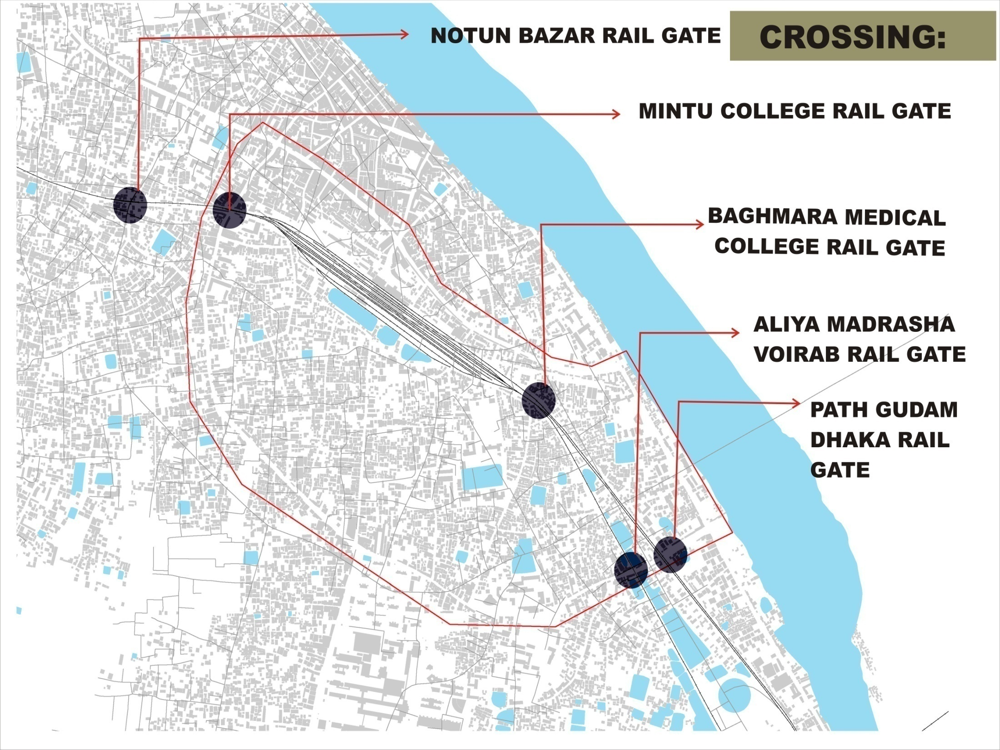 NOTUN BAZAR RAIL GATE
CROSSING:
MINTU COLLEGE RAIL GATE
BAGHMARA MEDICAL
COLLEGE RAIL GATE
ALIYA MADRASHA
VOIRAB RAIL GATE
PATH GUDAM
DHAKA RAIL
GATE